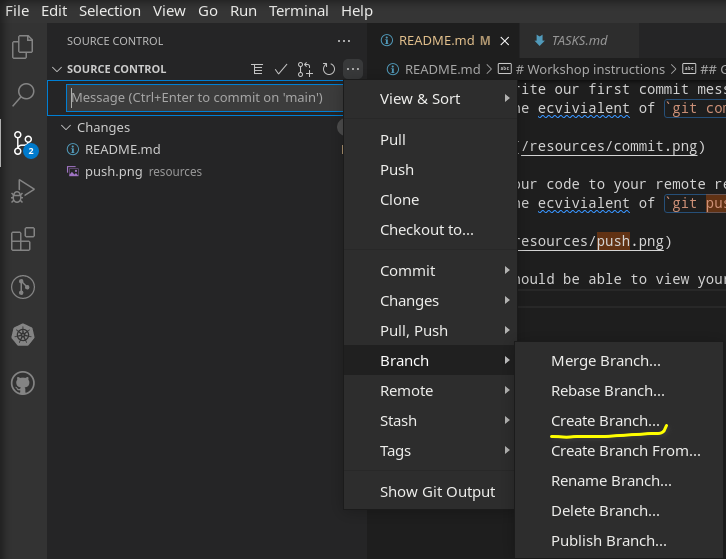 File Edit Selection View Go Run Terminal Help
SOURCE CONTROL ...
README.md M
TASKS.md
SOURCE CONTROL
README.md > # Workshop instructions > ## G
Message (Ctrl+Enter to commit on 'main')
Changes
README.md
push.png resources
2
View & Sort
Pull
Push
Clone
Checkout to...
Commit
Changes
Pull, Push
Branch
Remote
Stash
Tags
Show Git Output
Merge Branch...
Rebase Branch...
Create Branch...
Create Branch From...
Rename Branch...
Delete Branch...
Publish Branch...
rite our first commit mess
he ecvivialent of `git com
/resources/commit.png)
our code to your remote re
he ecvivialent of `git pus
resources/push.png)
hould be able to view your